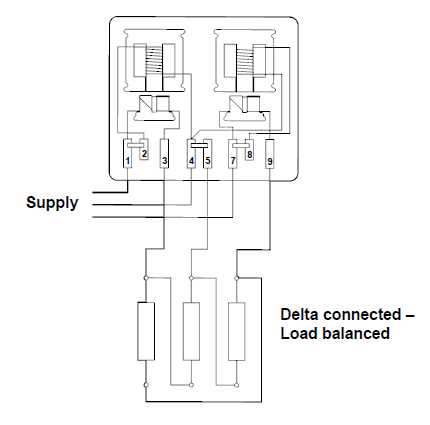 1 2 3 4 5 7 8 9
Supply
Delta connected –
Load balanced